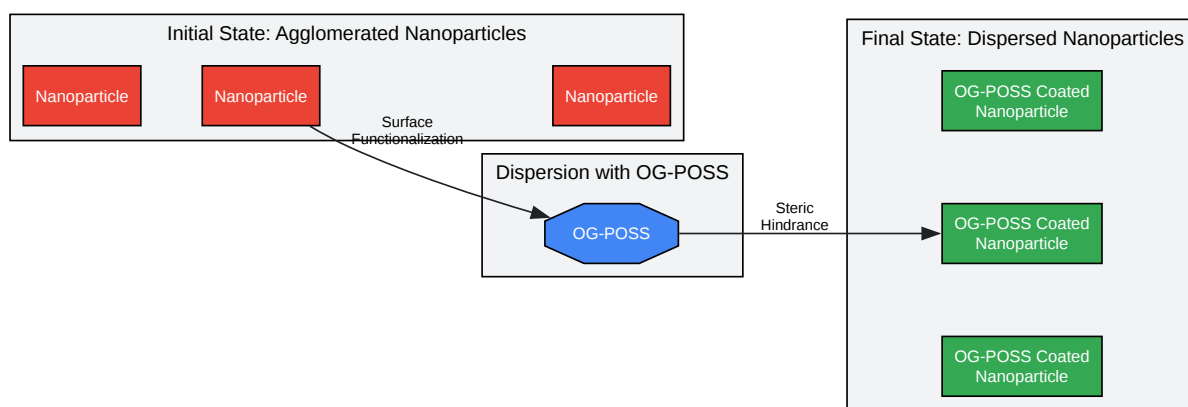 Initial State: Agglomerated Nanoparticles
Nanoparticle
Nanoparticle
Nanoparticle
Surface
Functionalization
Dispersion with OG-POSS
OG-POSS
Steric
Hindrance
Final State: Dispersed Nanoparticles
OG-POSS Coated
Nanoparticle
OG-POSS Coated
Nanoparticle
OG-POSS Coated
Nanoparticle